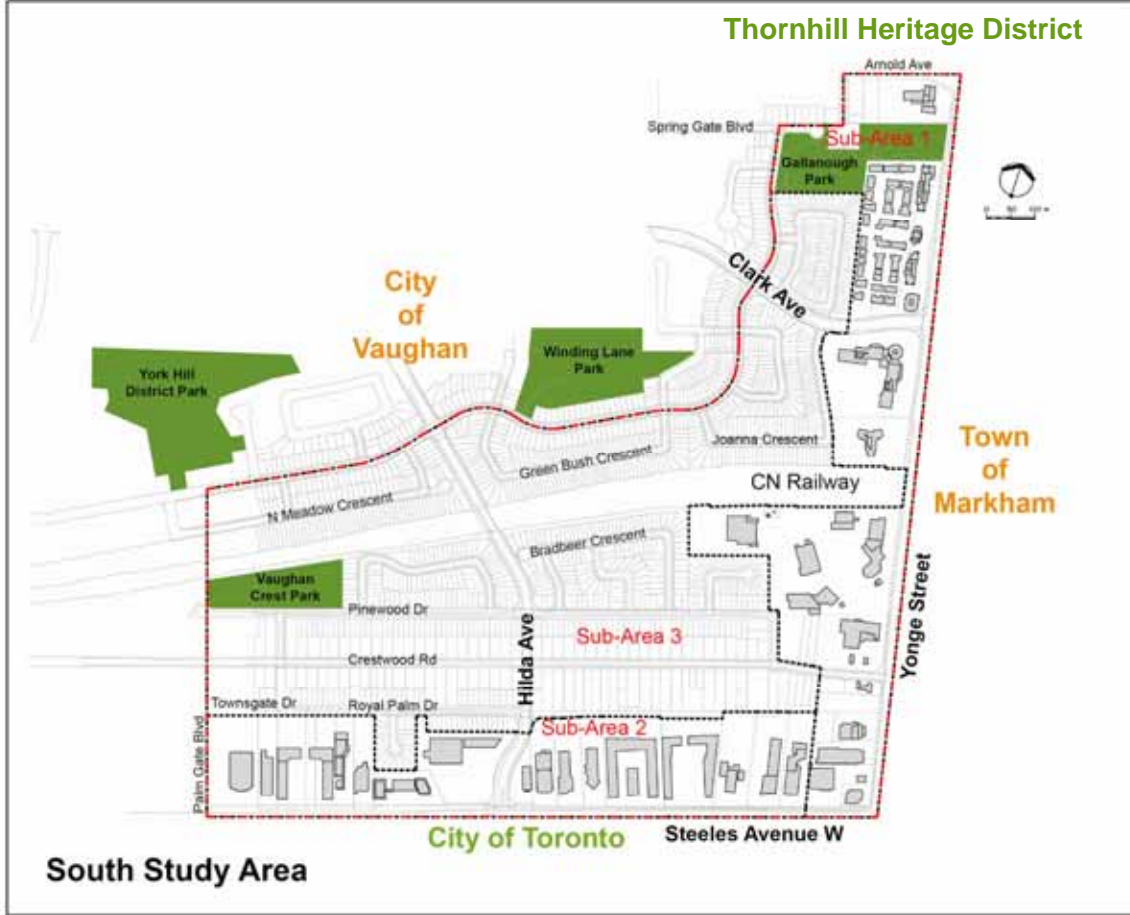 Thornhill Heritage District
Arnold Ave
Spring Gate Blvd
Sub-Area 1
Gallanough
Park
Clark Ave
City
of
Vaughan
Winding Lane
Park
York Hill
District Park
Town
of
Markham
Joanna Crescent
Green Bush Crescent
CN Railway
N Meadow Crescent
Bradbeer Crescent
Vaughan
Crest Park
Pinewood Dr
Hilda Ave
Sub-Area 3
Yonge Street
Crestwood Rd
Townsgate Dr
Royal Palm Dr
Sub-Area 2
Palm Gate Blvd
City of Toronto
Steeles Avenue W
South Study Area